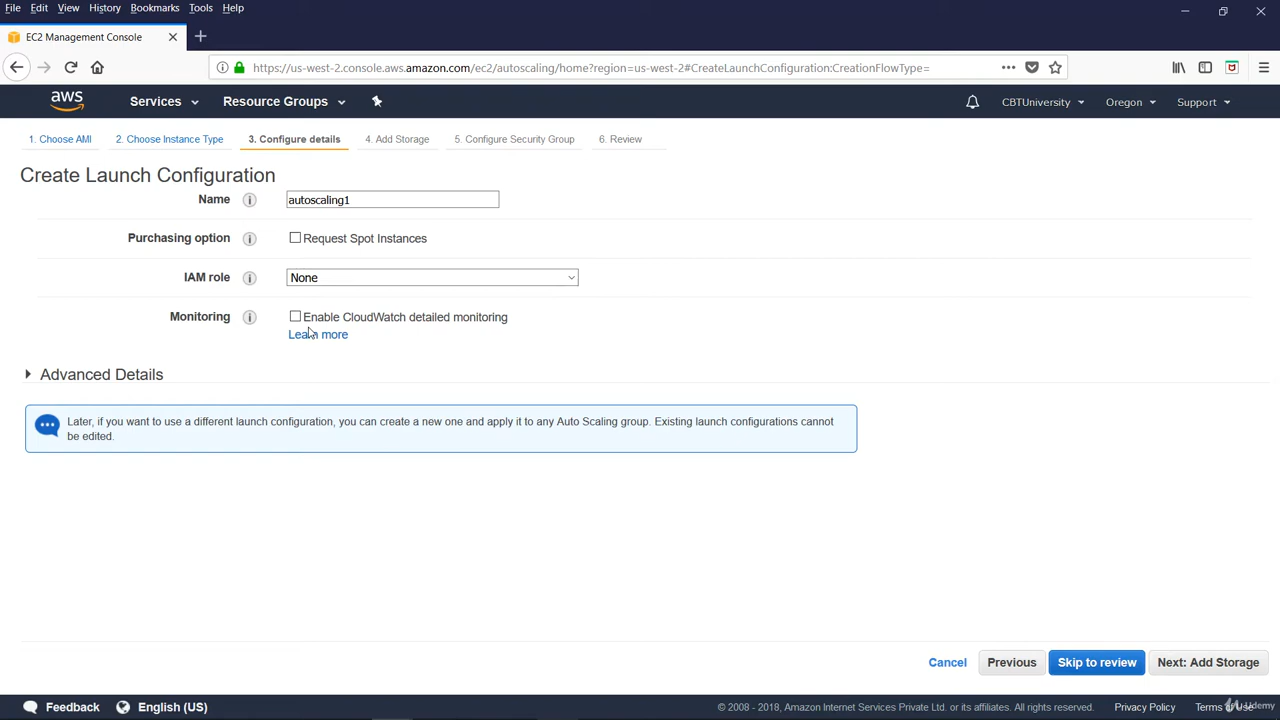 File Edit View History Bookmarks Tools Help
EC2 Management Console
https://us-west-2.console.aws.amazon.com/ec2/autoscaling/home?region=us-west-2#CreateLaunchConfiguration:CreationFlowType=
aws Services Resource Groups CBTUniversity Oregon Support
1. Choose AMI 2. Choose Instance Type 3. Configure details 4. Add Storage 5. Configure Security Group 6. Review
Create Launch Configuration
Name i autoscaling1
Purchasing option i Request Spot Instances
IAM role i None
Monitoring i Enable CloudWatch detailed monitoring
Learn more
Advanced Details
Later, if you want to use a different launch configuration, you can create a new one and apply it to any Auto Scaling group. Existing launch configurations cannot
be edited.
Cancel Previous Skip to review Next: Add Storage
Feedback English (US) © 2008 - 2018, Amazon Internet Services Private Ltd. or its affiliates. All rights reserved. Privacy Policy Terms of Use
Udemy